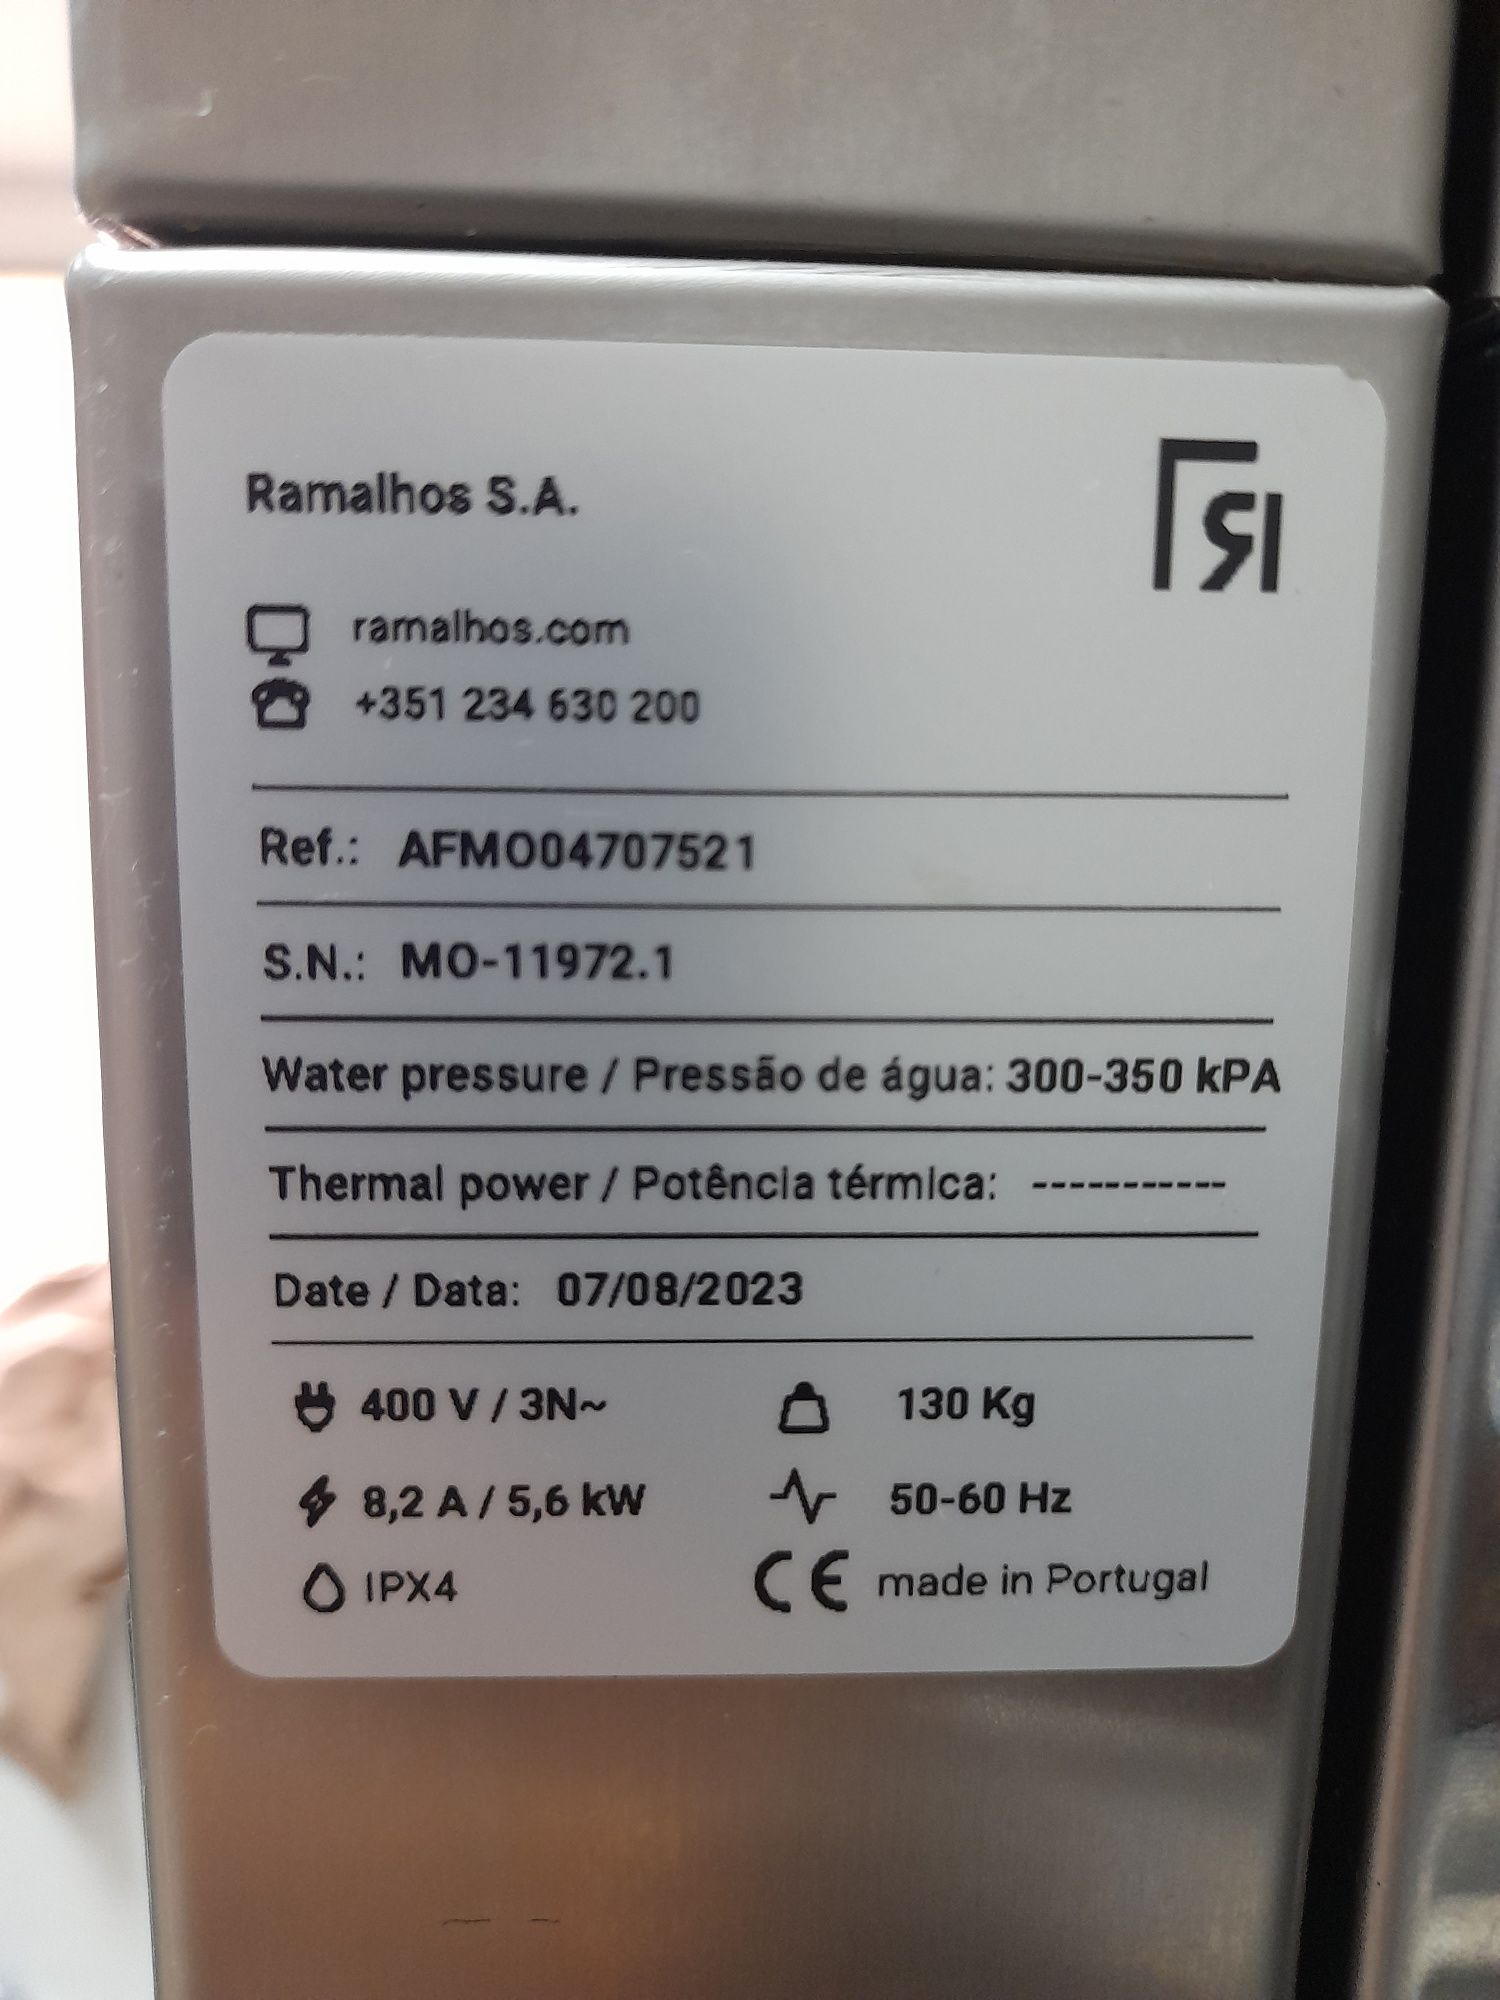 Ramalhos S.A.
ramalhos.com
+351 234 630 200
Ref.: AFMO04707521
S.N.: MO-11972.1
Water pressure / Pressão de água: 300-350 kPA
Thermal power / Potência térmica: -----------
Date / Data: 07/08/2023
400 V / 3N~ 130 Kg
8,2 A / 5,6 kW 50-60 Hz
IPX4 CE made in Portugal